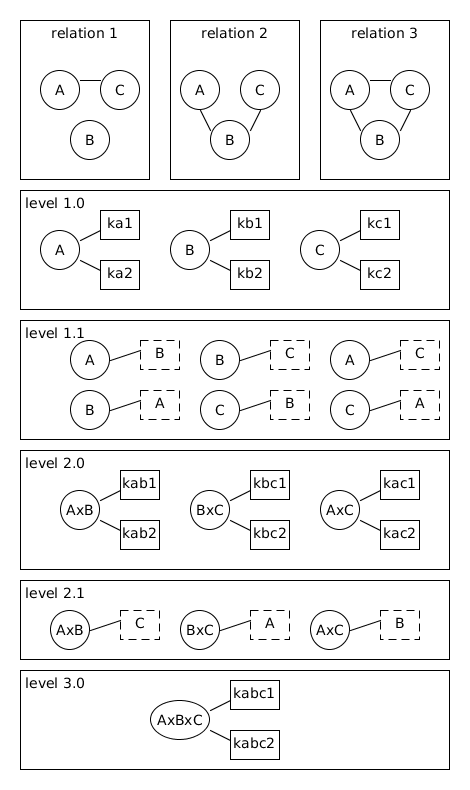 relation 1 relation 2 relation 3
A C A C A C
B B B
level 1.0
ka1 kb1 kc1
A B C
ka2 kb2 kc2
level 1.1
A B B C A C
B A C B C A
level 2.0
kab1 kbc1 kac1
AxB BxC AxC
kab2 kbc2 kac2
level 2.1
AxB C BxC A AxC B
level 3.0
kabc1
AxBxC
kabc2